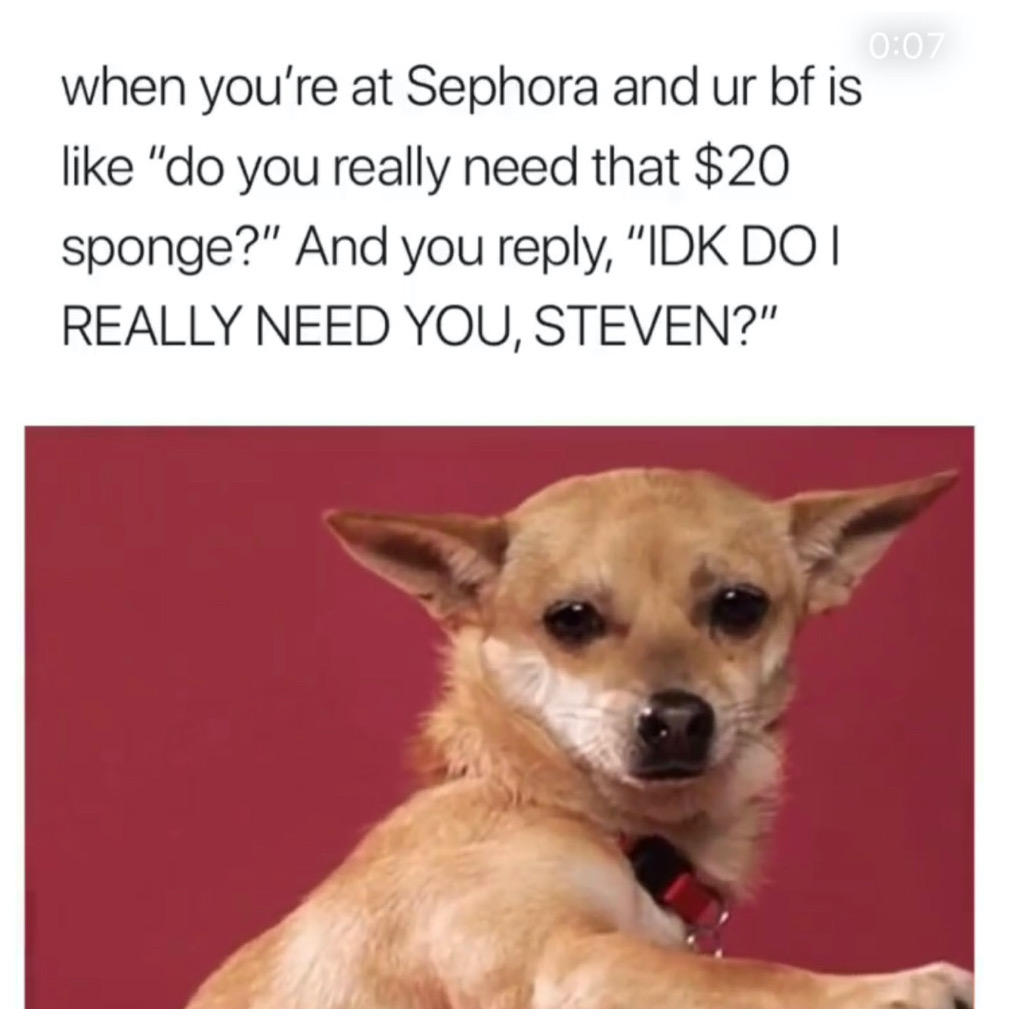 0:07
when you're at Sephora and ur bf is
like "do you really need that $20
sponge?" And you reply, "IDK DO I
REALLY NEED YOU, STEVEN?"